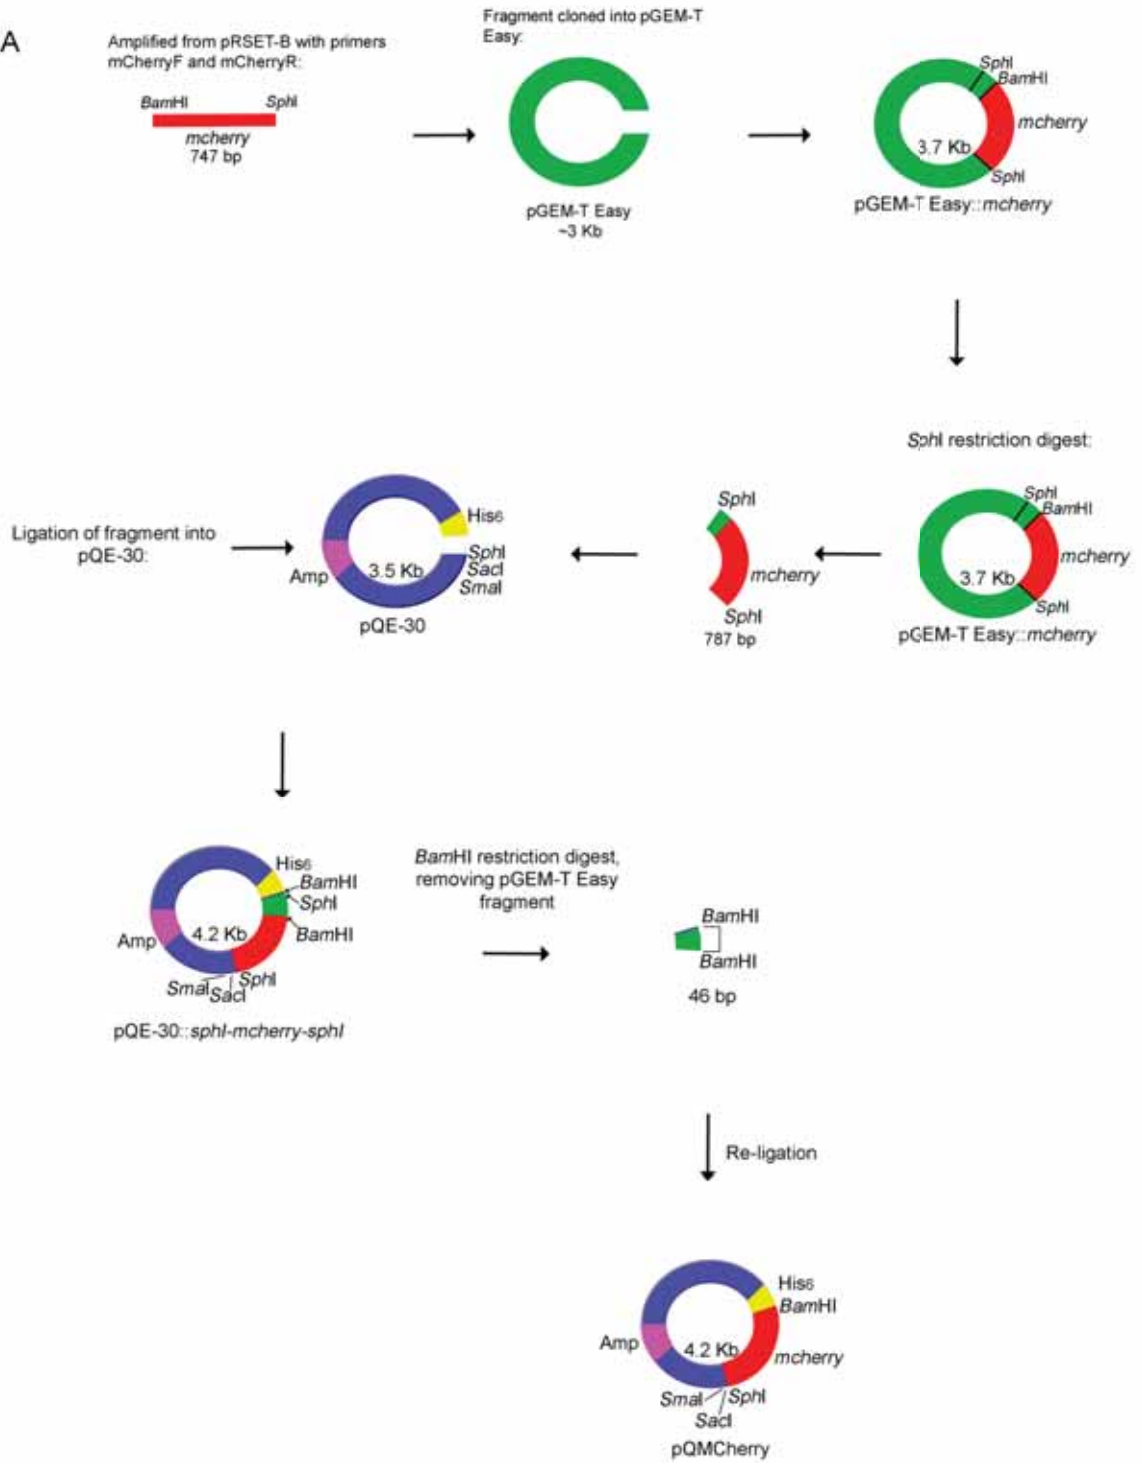 A
Amplified from pRSET-B with primers
mCherryF and mCherryR:
BamHI SphI
mcherry
747 bp
Fragment cloned into pGEM-T
Easy:
pGEM-T Easy
~3 Kb
SphI
BamHI
mcherry
3.7 Kb
SphI
pGEM-T Easy::mcherry
SphI restriction digest:
SphI
BamHI
mcherry
3.7 Kb
SphI
pGEM-T Easy::mcherry
SphI
mcherry
SphI
787 bp
Ligation of fragment into
pQE-30:
His6
SphI
SacI
SmaI
Amp
3.5 Kb
pQE-30
His6
BamHI
SphI
BamHI
Amp
4.2 Kb
SphI
SmaI
SacI
pQE-30::sphI-mcherry-sphI
BamHI restriction digest,
removing pGEM-T Easy
fragment
BamHI
BamHI
46 bp
Re-ligation
His6
BamHI
Amp
4.2 Kb
mcherry
SmaI
SphI
SacI
pQMCherry